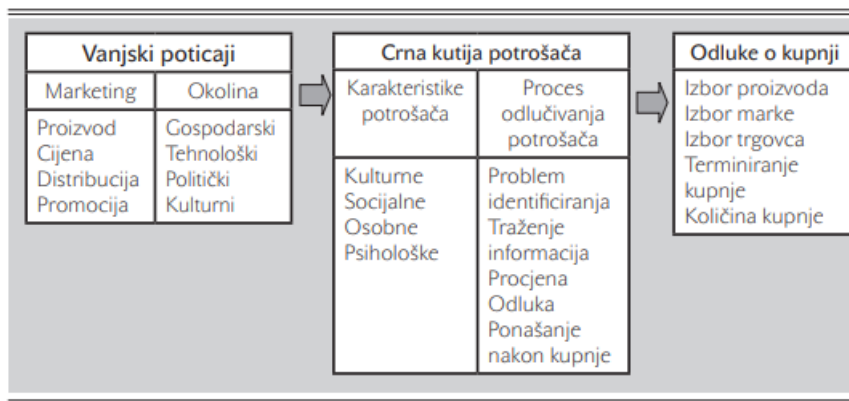 Vanjski poticaji
Marketing
Okolina
Proizvod
Cijena
Distribucija
Promocija
Gospodarski
Tehnološki
Politički
Kulturni
Crna kutija potrošača
Karakteristike
potrošača
Proces
odlučivanja
potrošača
Kulturne
Socijalne
Osobne
Psihološke
Problem
identificiranja
Traženje
informacija
Procjena
Odluka
Ponašanje
nakon kupnje
Odluke o kupnji
Izbor proizvoda
Izbor marke
Izbor trgovca
Terminiranje
kupnje
Količina kupnje